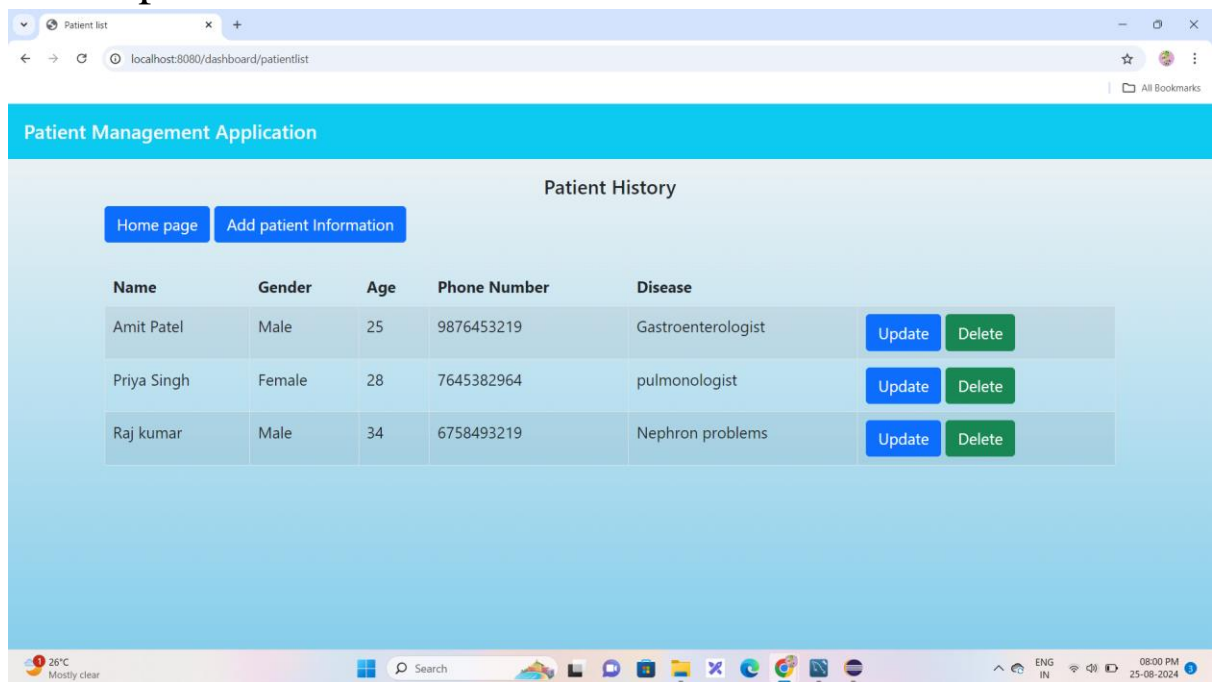 Patient list
localhost:8080/dashboard/patientlist
All Bookmarks
Patient Management Application
Patient History
Home page Add patient Information
Name Gender Age Phone Number Disease
Amit Patel Male 25 9876453219 Gastroenterologist Update Delete
Priya Singh Female 28 7645382964 pulmonologist Update Delete
Raj kumar Male 34 6758493219 Nephron problems Update Delete
1 26°C Search ENG 08:00 PM
Mostly clear IN 25-08-2024 3